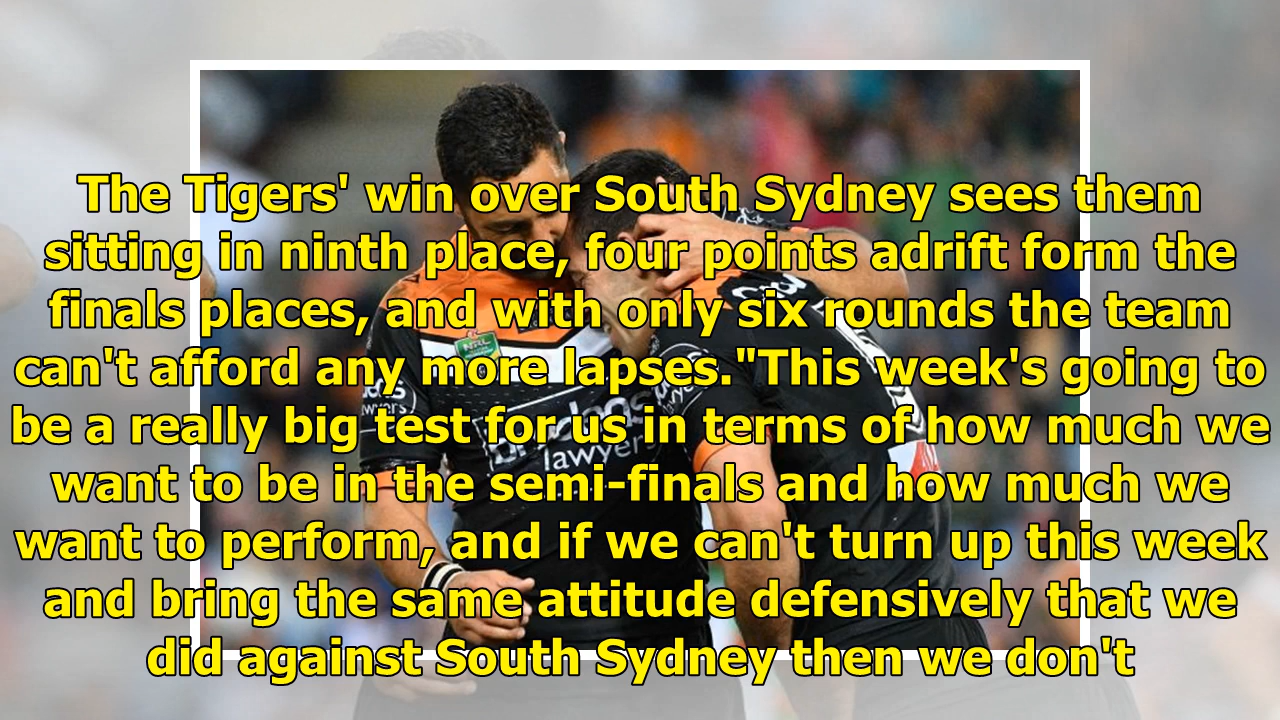 The Tigers' win over South Sydney sees them
sitting in ninth place, four points adrift form the
finals places, and with only six rounds the team
can't afford any more lapses."This week's going to
be a really big test for us in terms of how much we
want to be in the semi-finals and how much we
want to perform, and if we can't turn up this week
and bring the same attitude defensively that we
did against South Sydney then we don't
NRL
lawyers